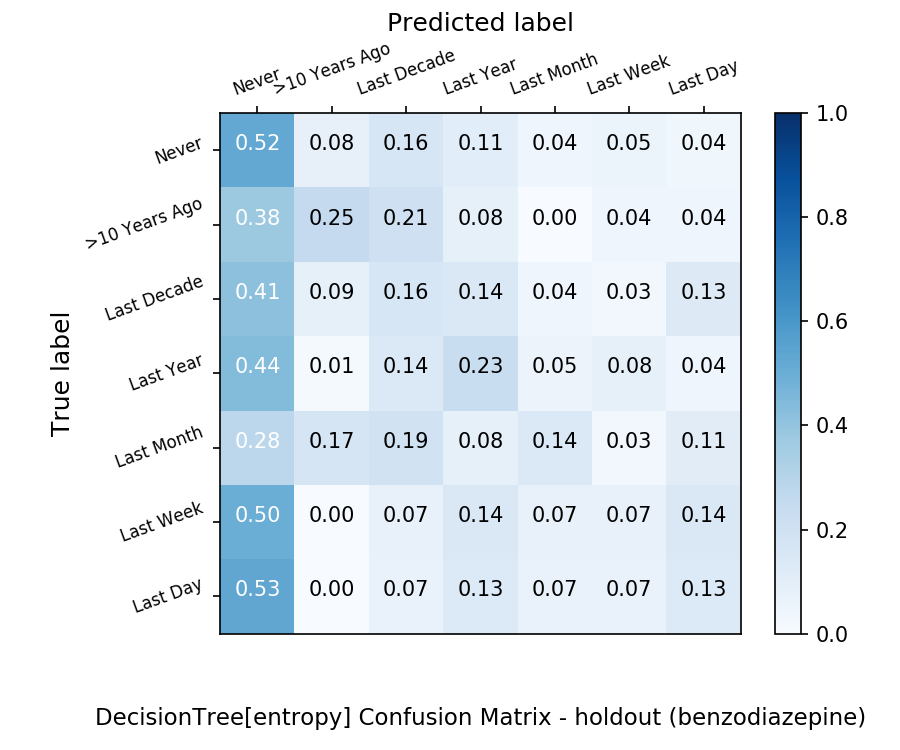 Predicted label
Never >10 Years Ago Last Decade Last Year Last Month Last Week Last Day
True label
Never 0.52 0.08 0.16 0.11 0.04 0.05 0.04
>10 Years Ago 0.38 0.25 0.21 0.08 0.00 0.04 0.04
Last Decade 0.41 0.09 0.16 0.14 0.04 0.03 0.13
Last Year 0.44 0.01 0.14 0.23 0.05 0.08 0.04
Last Month 0.28 0.17 0.19 0.08 0.14 0.03 0.11
Last Week 0.50 0.00 0.07 0.14 0.07 0.07 0.14
Last Day 0.53 0.00 0.07 0.13 0.07 0.07 0.13
1.0
0.8
0.6
0.4
0.2
0.0
DecisionTree[entropy] Confusion Matrix - holdout (benzodiazepine)